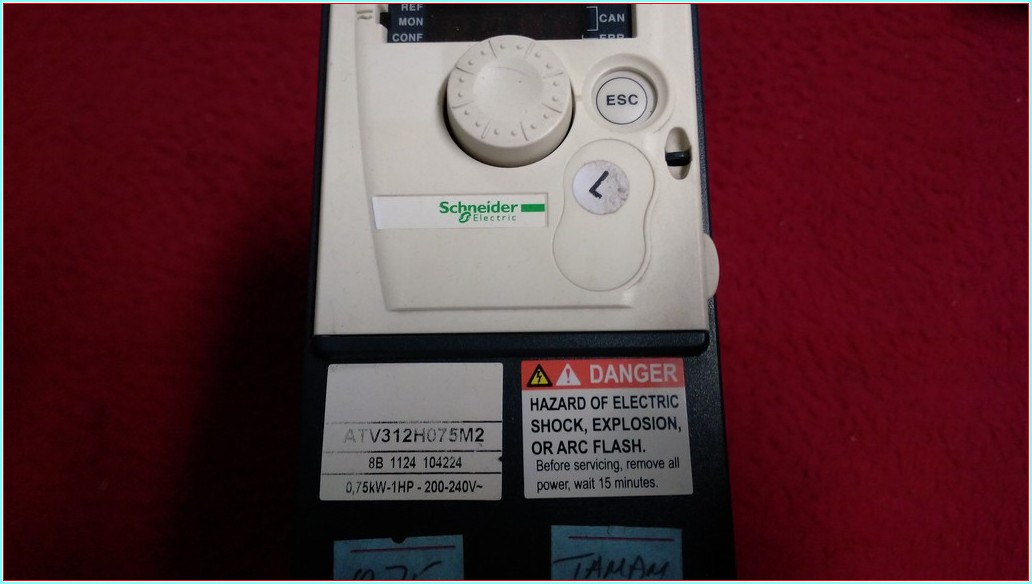 REF
MON
CONF
CAN
ERR
ESC
Schneider
Electric
ATV312H075M2
8B 1124 104224
0,75kW-1HP - 200-240V~
DANGER
HAZARD OF ELECTRIC
SHOCK, EXPLOSION,
OR ARC FLASH.
Before servicing, remove all
power, wait 15 minutes.
TAMAM